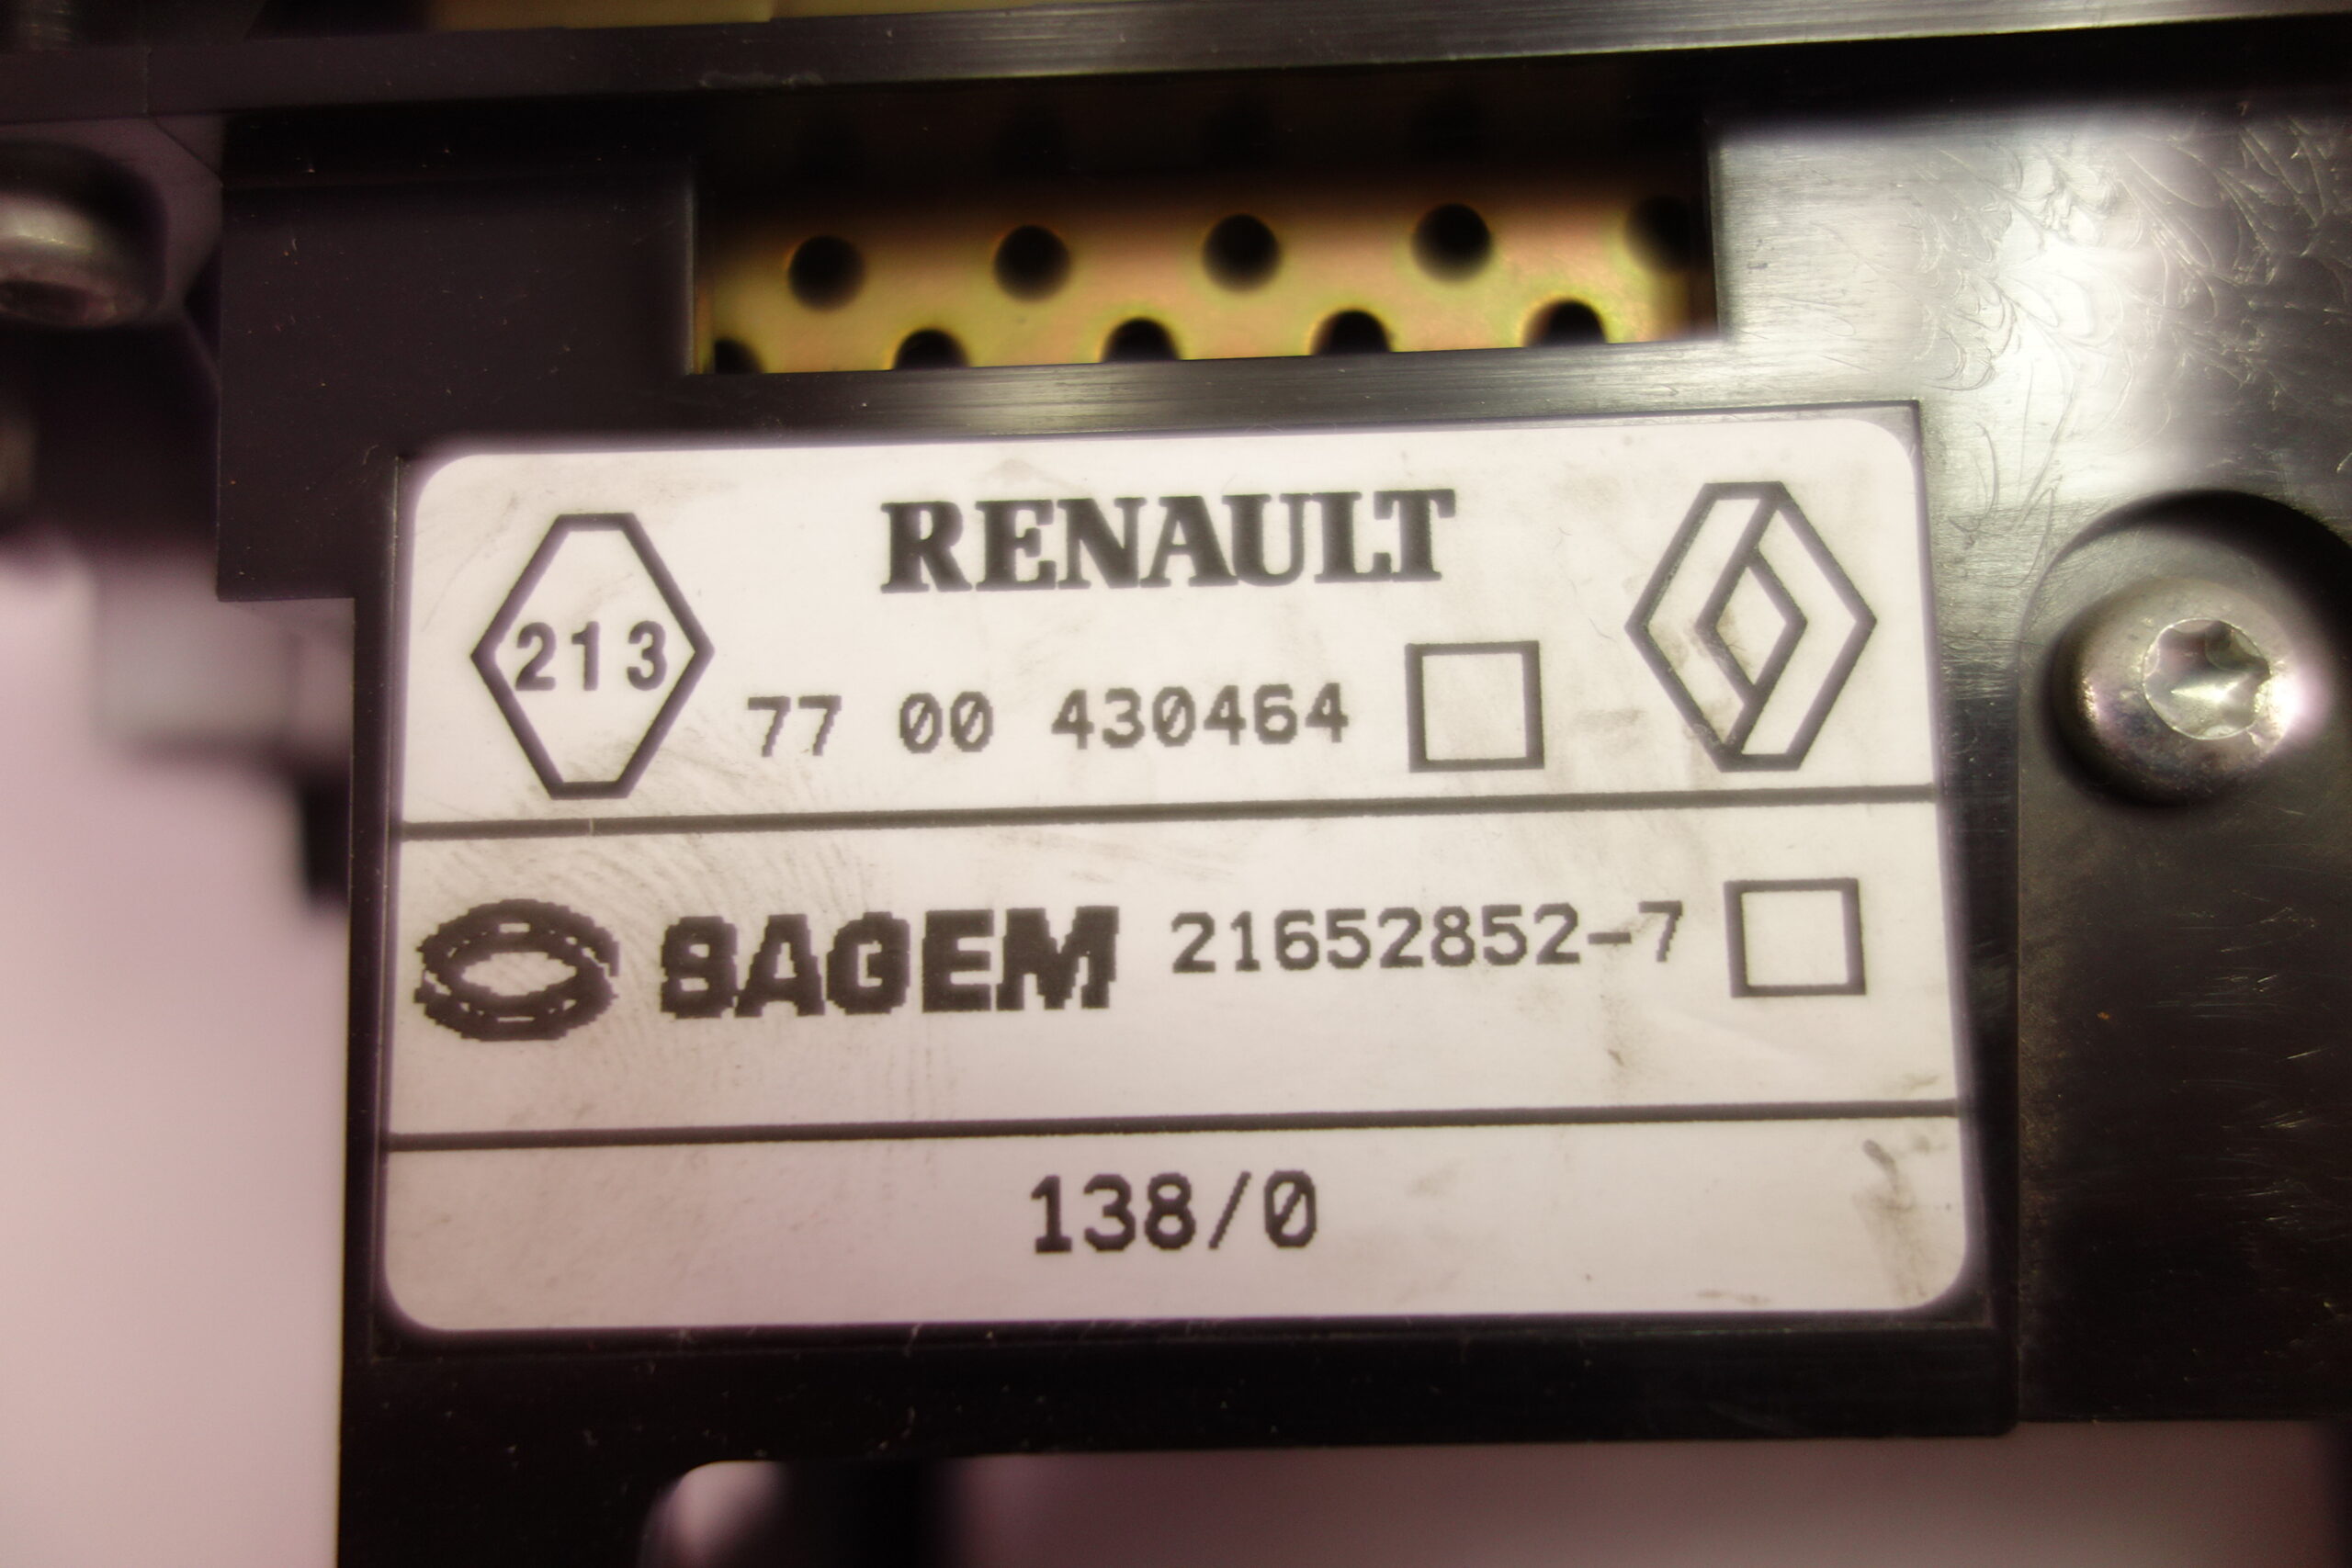 RENAULT
213
77 00 430464
SAGEM 21652852-7
138/0